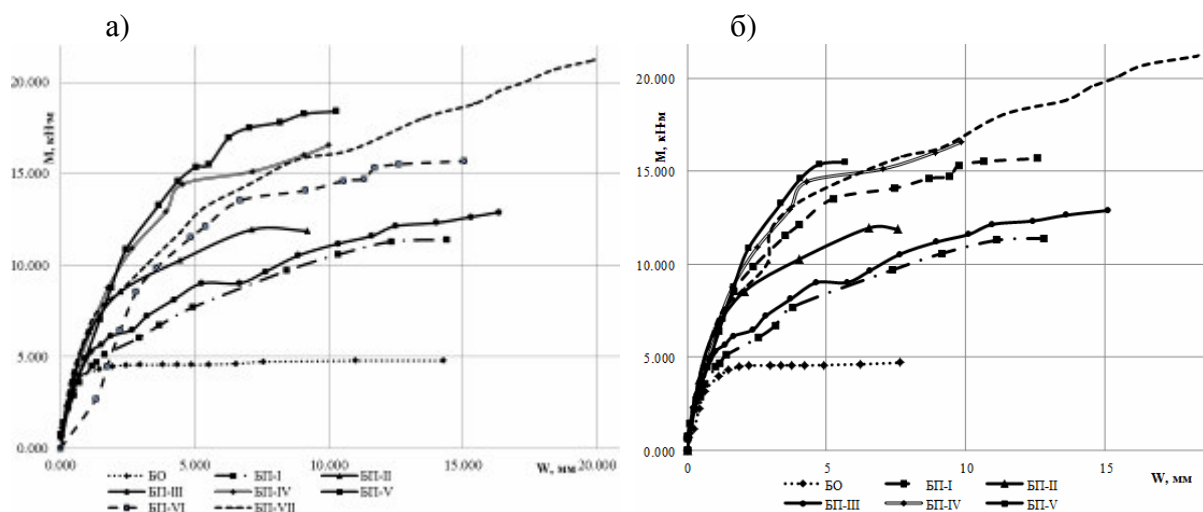 а)
б)
М, кН·м
20.000
15.000
10.000
5.000
0.000
0.000 5.000 10.000 15.000 20.000
W, мм
БО БП-I БП-II
БП-III БП-IV БП-V
БП-VI БП-VII
М, кН·м
20.000
15.000
10.000
5.000
0.000
0 5 10 15
W, мм
БО БП-I БП-II
БП-III БП-IV БП-V